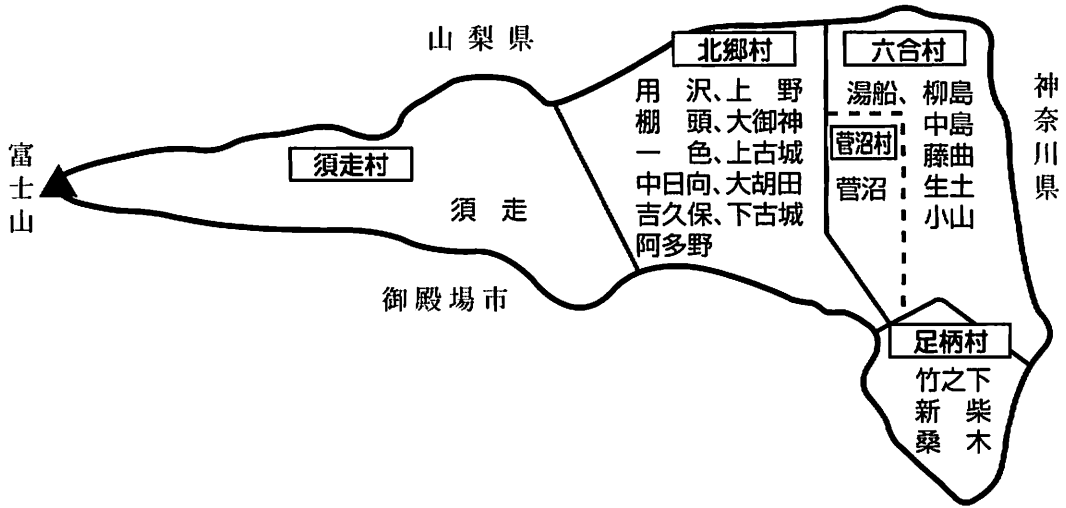 山梨県
富士山
須走村
須　走
御殿場市
北郷村
用　沢、上　野
棚　頭、大御神
一　色、上古城
中日向、大胡田
吉久保、下古城
阿多野
六合村
湯船、柳島
中島
藤曲
生土
小山
菅沼村
菅沼
神奈川県
足柄村
竹之下
新　柴
桑　木